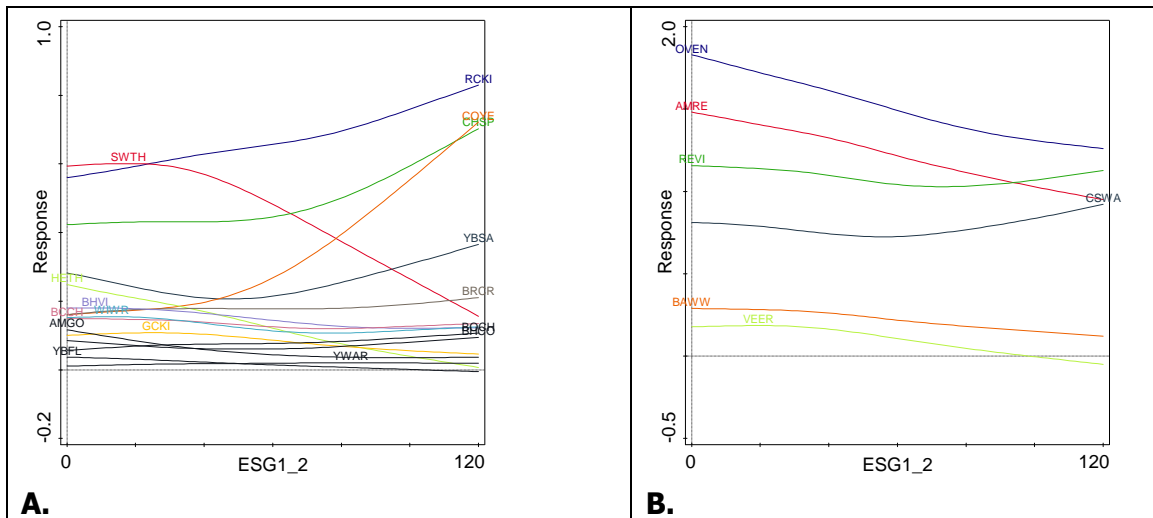 1.0
RCKI
COYE
CHSP
SWTH
Response
YBSA
HETH
BRCR
BHVI
BCCH
WIWR
AMGO
GCKI
BOCH
YBFL
YWAR
-0.2
0
ESG1_2
120
A.
2.0
OVEN
AMRE
REVI
CSWA
Response
BAWW
VEER
-0.5
0
ESG1_2
120
B.